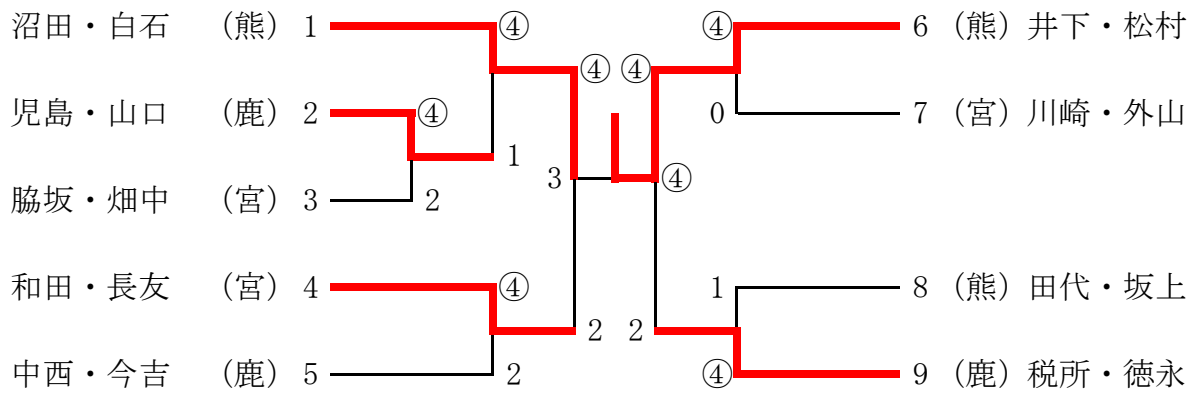 沼田・白石 （熊） 1 ④ ④ 6 （熊） 井下・松村
④ ④
児島・山口 （鹿） 2 ④ 0 7 （宮） 川崎・外山
1
3 ④
脇坂・畑中 （宮） 3 2
和田・長友 （宮） 4 ④ 1 8 （熊） 田代・坂上
2 2
中西・今吉 （鹿） 5 2 ④ 9 （鹿） 税所・徳永